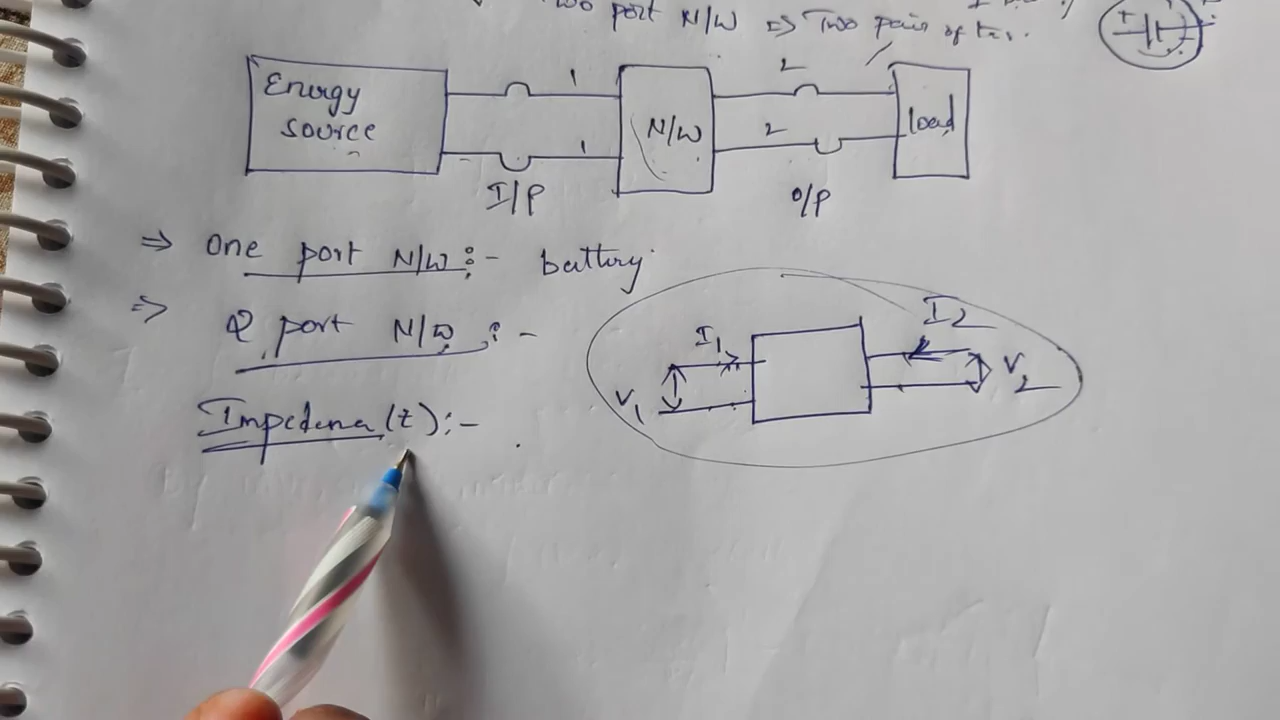 port N/W ⇒ Two pair of
Energy source
1
1
I/P
N/W
2
2
O/P
load
⇒ One port N/W :- battery
⇒ 2 port N/W :-
I1
V1
I2
V2
Impedence (z) :-